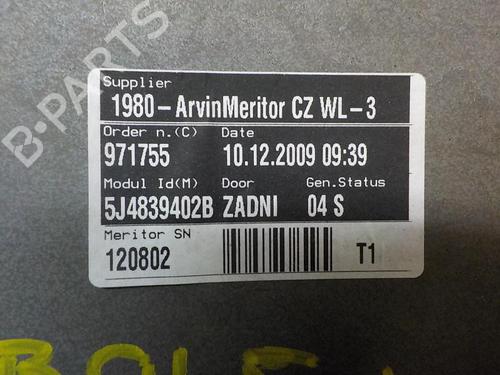 B-PARTS
Supplier
1980-ArvinMeritor CZ WL-3
Order n.(C) Date
971755 10.12.2009 09:39
Modul Id(M) Door Gen.Status
5J4839402B ZADNI 04 S
Meritor SN
120802 T1